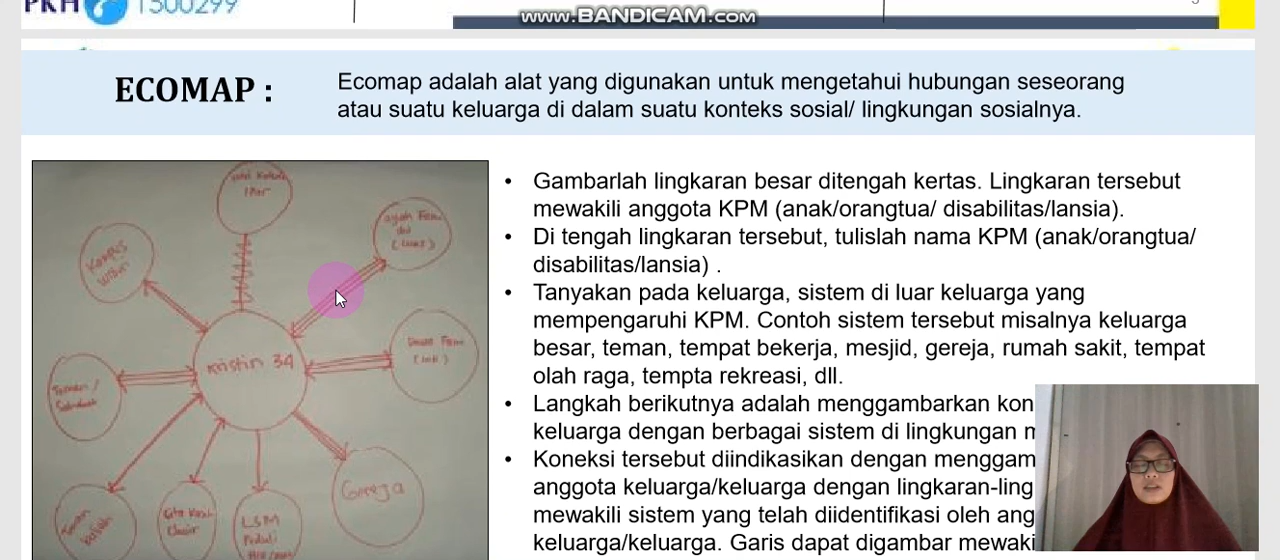 PKH 1500299
www.BANDICAM.com
ECOMAP :
Ecomap adalah alat yang digunakan untuk mengetahui hubungan seseorang
atau suatu keluarga di dalam suatu konteks sosial/ lingkungan sosialnya.
Kristin 34
Gereja
LSM
• Gambarlah lingkaran besar ditengah kertas. Lingkaran tersebut
mewakili anggota KPM (anak/orangtua/ disabilitas/lansia).
• Di tengah lingkaran tersebut, tulislah nama KPM (anak/orangtua/
disabilitas/lansia) .
• Tanyakan pada keluarga, sistem di luar keluarga yang
mempengaruhi KPM. Contoh sistem tersebut misalnya keluarga
besar, teman, tempat bekerja, mesjid, gereja, rumah sakit, tempat
olah raga, tempta rekreasi, dll.
• Langkah berikutnya adalah menggambarkan kon
keluarga dengan berbagai sistem di lingkungan
• Koneksi tersebut diindikasikan dengan menggam
anggota keluarga/keluarga dengan lingkaran-ling
mewakili sistem yang telah diidentifikasi oleh ang
keluarga/keluarga. Garis dapat digambar mewaki